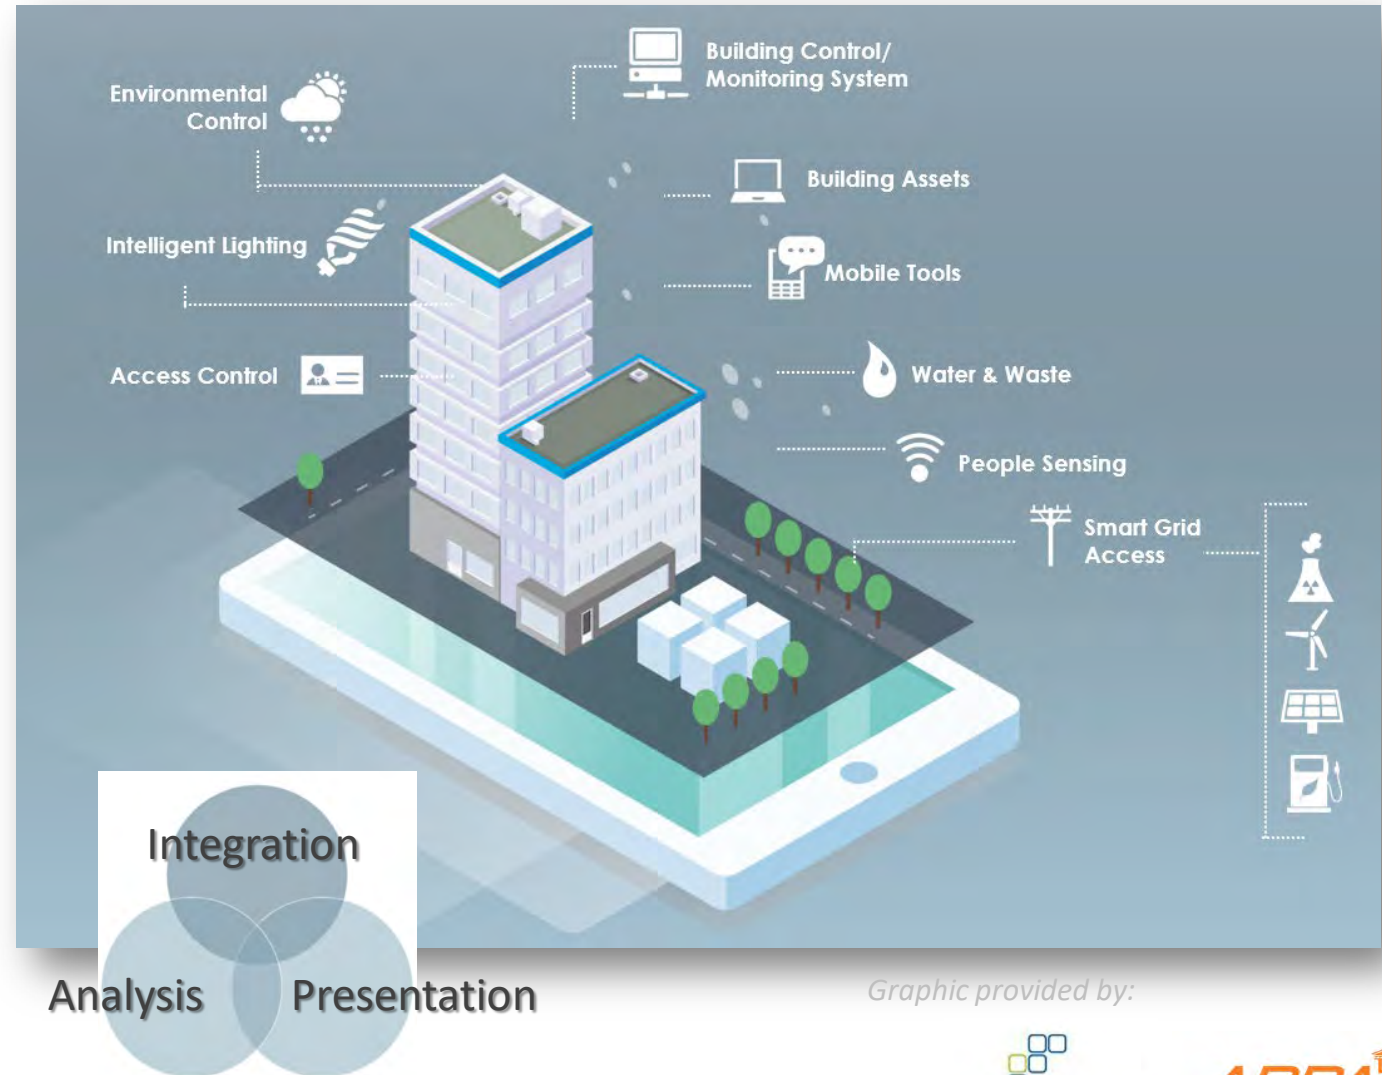 Building Control/
Monitoring System
Environmental
Control
Building Assets
Intelligent Lighting
Mobile Tools
Access Control
Water & Waste
People Sensing
Smart Grid
Access
Integration
Analysis
Presentation
Graphic provided by: